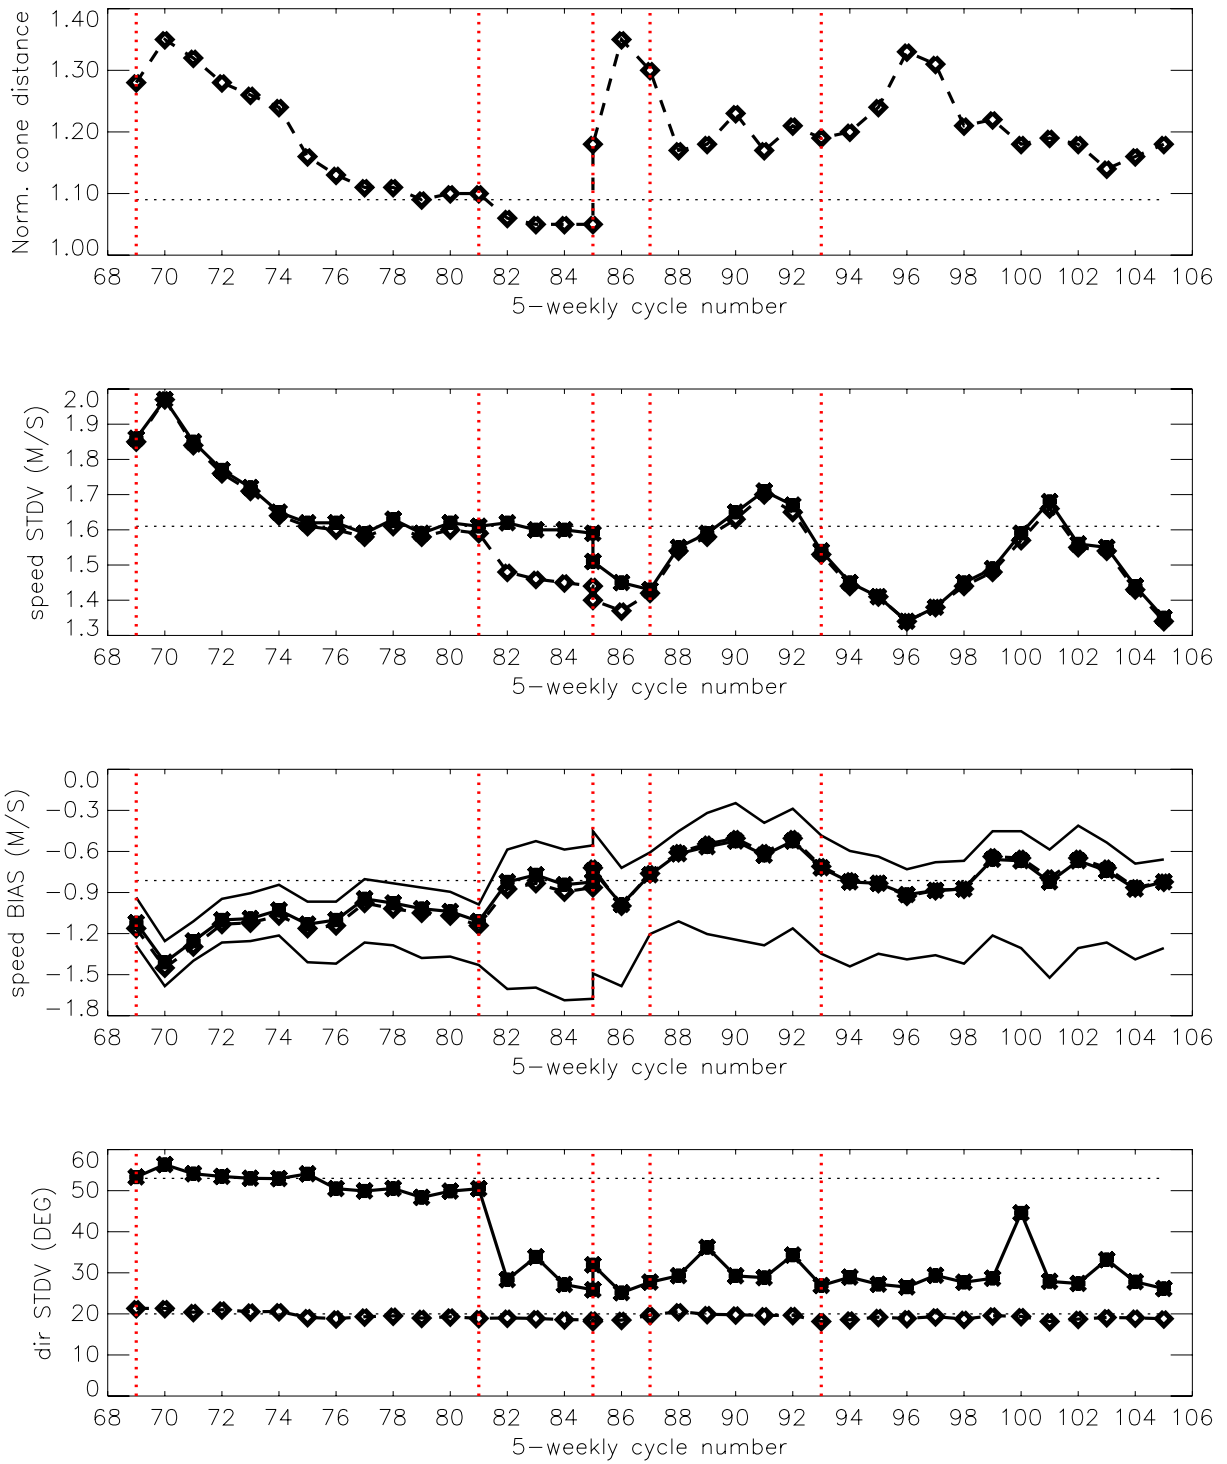 Norm. cone distance
1.40
1.30
1.20
1.10
1.00
68 70 72 74 76 78 80 82 84 86 88 90 92 94 96 98 100 102 104 106
5-weekly cycle number
speed STDV (M/S)
2.0
1.9
1.8
1.7
1.6
1.5
1.4
1.3
68 70 72 74 76 78 80 82 84 86 88 90 92 94 96 98 100 102 104 106
5-weekly cycle number
speed BIAS (M/S)
0.0
-0.3
-0.6
-0.9
-1.2
-1.5
-1.8
68 70 72 74 76 78 80 82 84 86 88 90 92 94 96 98 100 102 104 106
5-weekly cycle number
dir STDV (DEG)
60
50
40
30
20
10
0
68 70 72 74 76 78 80 82 84 86 88 90 92 94 96 98 100 102 104 106
5-weekly cycle number